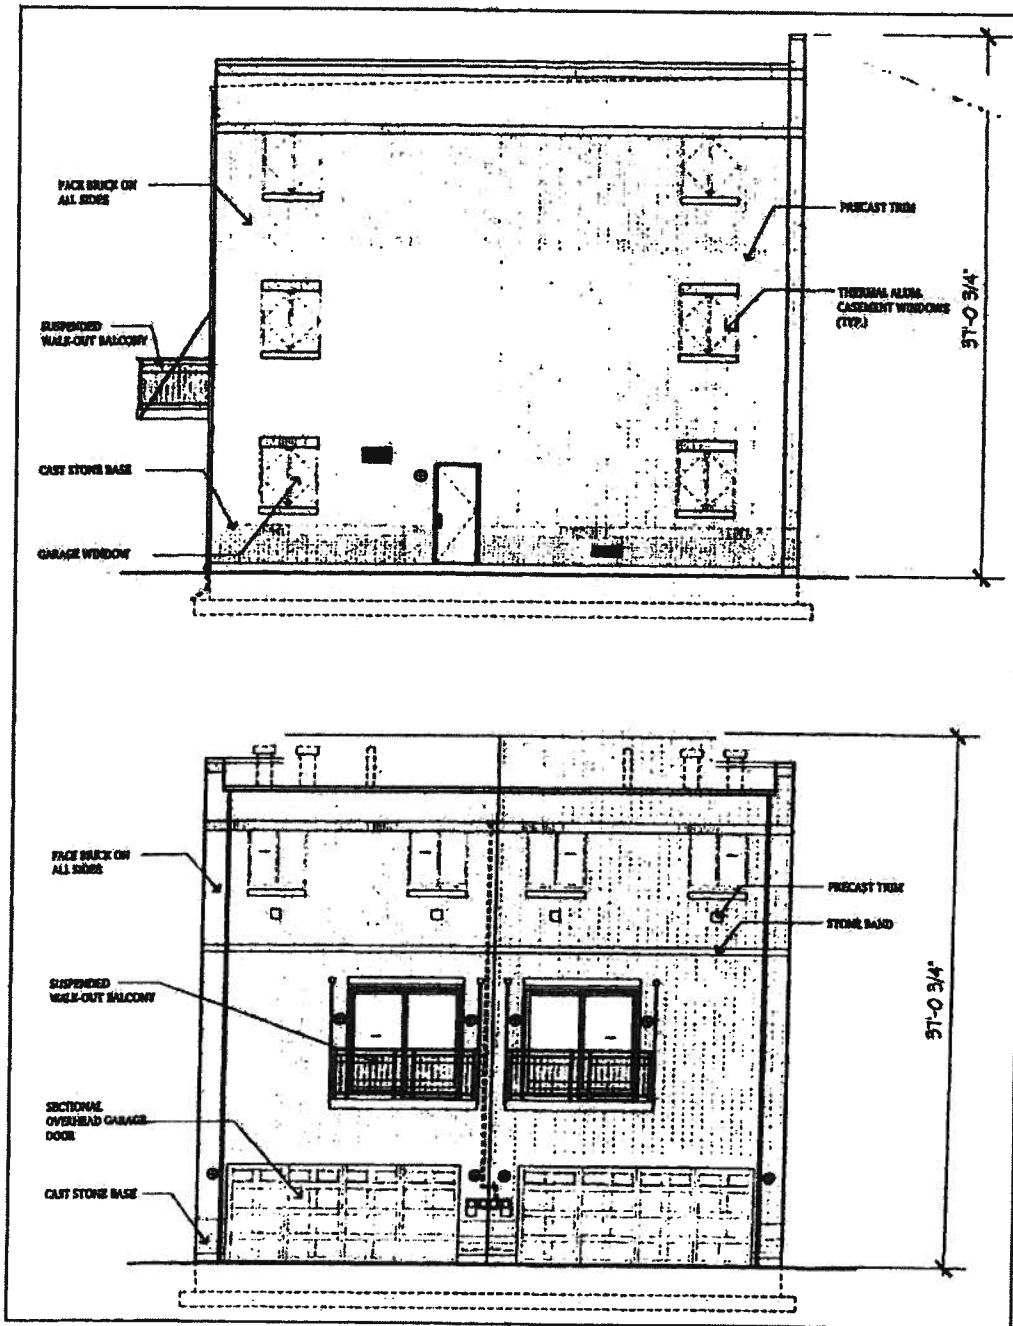 FACE BRICK ON
ALL SIDES
PRECAST TRIM
THERMAL ALUM.
CASEMENT WINDOWS
(TYP.)
37'-0 3/4"
SUSPENDED
WALK-OUT BALCONY
CAST STONE BASE
GARAGE WINDOW
FACE BRICK ON
ALL SIDES
PRECAST TRIM
STONE BAND
SUSPENDED
WALK-OUT BALCONY
37'-0 3/4"
SECTIONAL
OVERHEAD GARAGE
DOOR
CAST STONE BASE